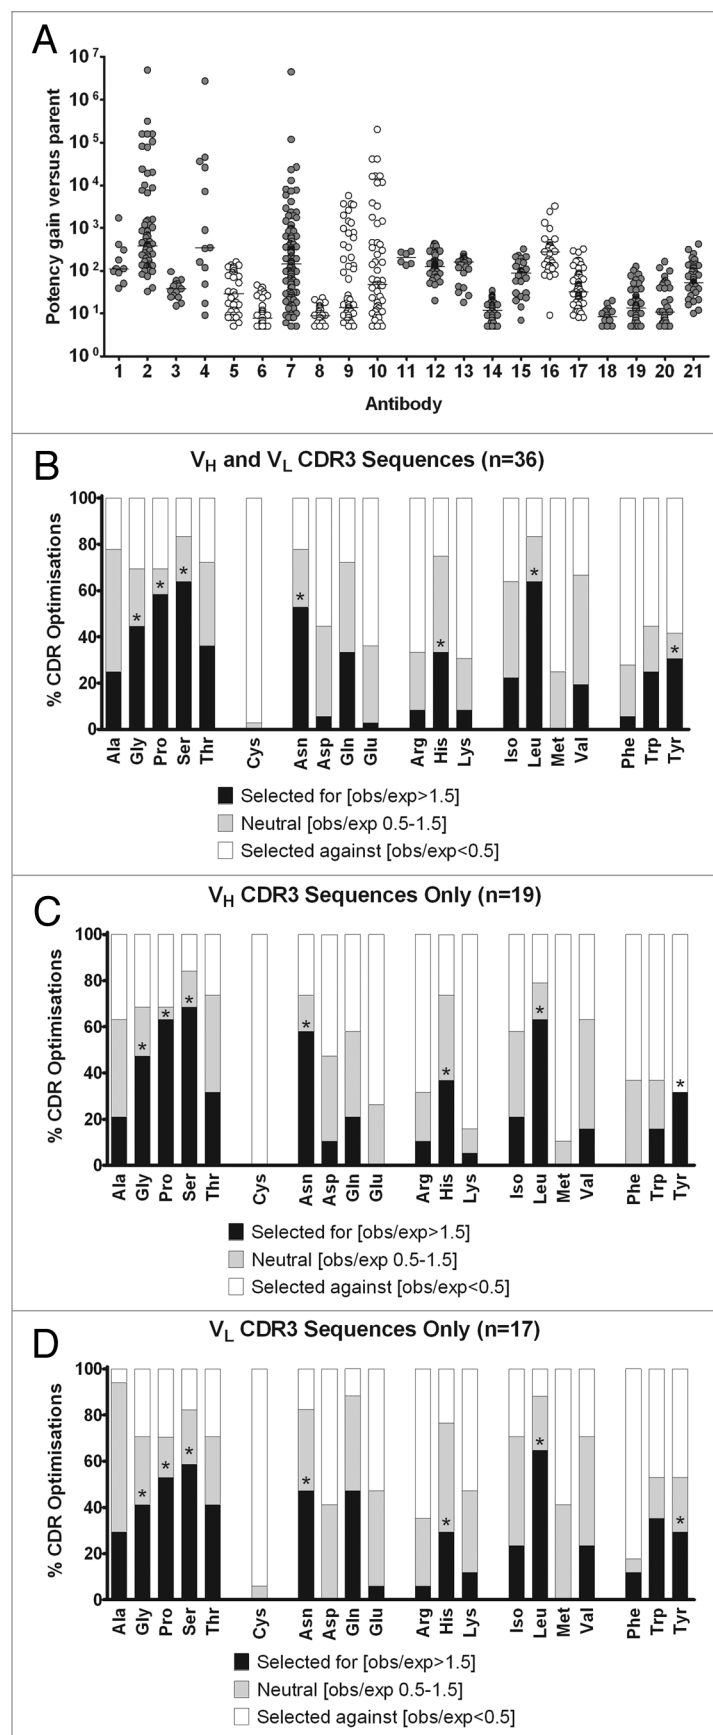 A
Potency gain versus parent
10^7
10^6
10^5
10^4
10^3
10^2
10^1
10^0
1 2 3 4 5 6 7 8 9 10 11 12 13 14 15 16 17 18 19 20 21
Antibody
B
V_H and V_L CDR3 Sequences (n=36)
% CDR Optimisations
100
80
60
40
20
0
* * * * * * *
Ala Gly Pro Ser Thr Cys Asn Asp Gln Glu Arg His Lys Iso Leu Met Val Phe Trp Tyr
Selected for [obs/exp>1.5]
Neutral [obs/exp 0.5-1.5]
Selected against [obs/exp<0.5]
C
V_H CDR3 Sequences Only (n=19)
% CDR Optimisations
100
80
60
40
20
0
* * * * * * *
Ala Gly Pro Ser Thr Cys Asn Asp Gln Glu Arg His Lys Iso Leu Met Val Phe Trp Tyr
Selected for [obs/exp>1.5]
Neutral [obs/exp 0.5-1.5]
Selected against [obs/exp<0.5]
D
V_L CDR3 Sequences Only (n=17)
% CDR Optimisations
100
80
60
40
20
0
* * * * * * *
Ala Gly Pro Ser Thr Cys Asn Asp Gln Glu Arg His Lys Iso Leu Met Val Phe Trp Tyr
Selected for [obs/exp>1.5]
Neutral [obs/exp 0.5-1.5]
Selected against [obs/exp<0.5]